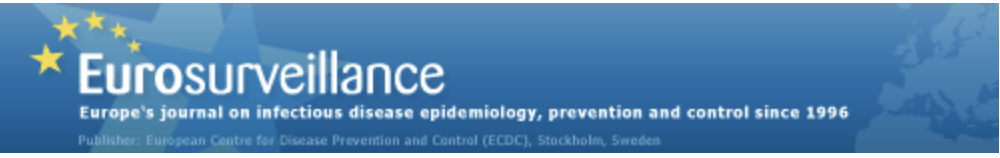 Eurosurveillance
Europe's journal on infectious disease epidemiology, prevention and control since 1996
Publisher: European Centre for Disease Prevention and Control (ECDC), Stockholm, Sweden